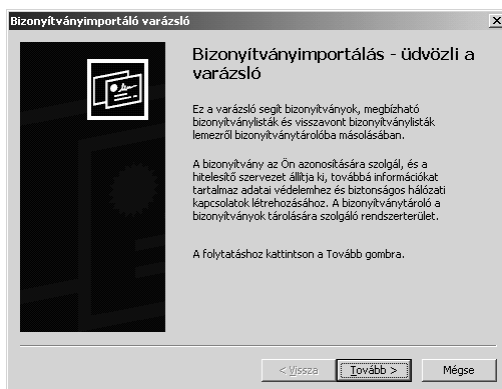 Bizonyítványimportáló varázsló
Bizonyítványimportálás - üdvözli a
varázsló
Ez a varázsló segít bizonyítványok, megbízható
bizonyítványlisták és visszavont bizonyítványlisták
lemezről bizonyítványtárolóba másolásában.
A bizonyítvány az Ön azonosítására szolgál, és a
hitelesítő szervezet állítja ki, továbbá információkat
tartalmaz adatai védelemhez és biztonságos hálózati
kapcsolatok létrehozásához. A bizonyítványtároló a
bizonyítványok tárolására szolgáló rendszerterület.
A folytatáshoz kattintson a Tovább gombra.
< Vissza Tovább > Mégse